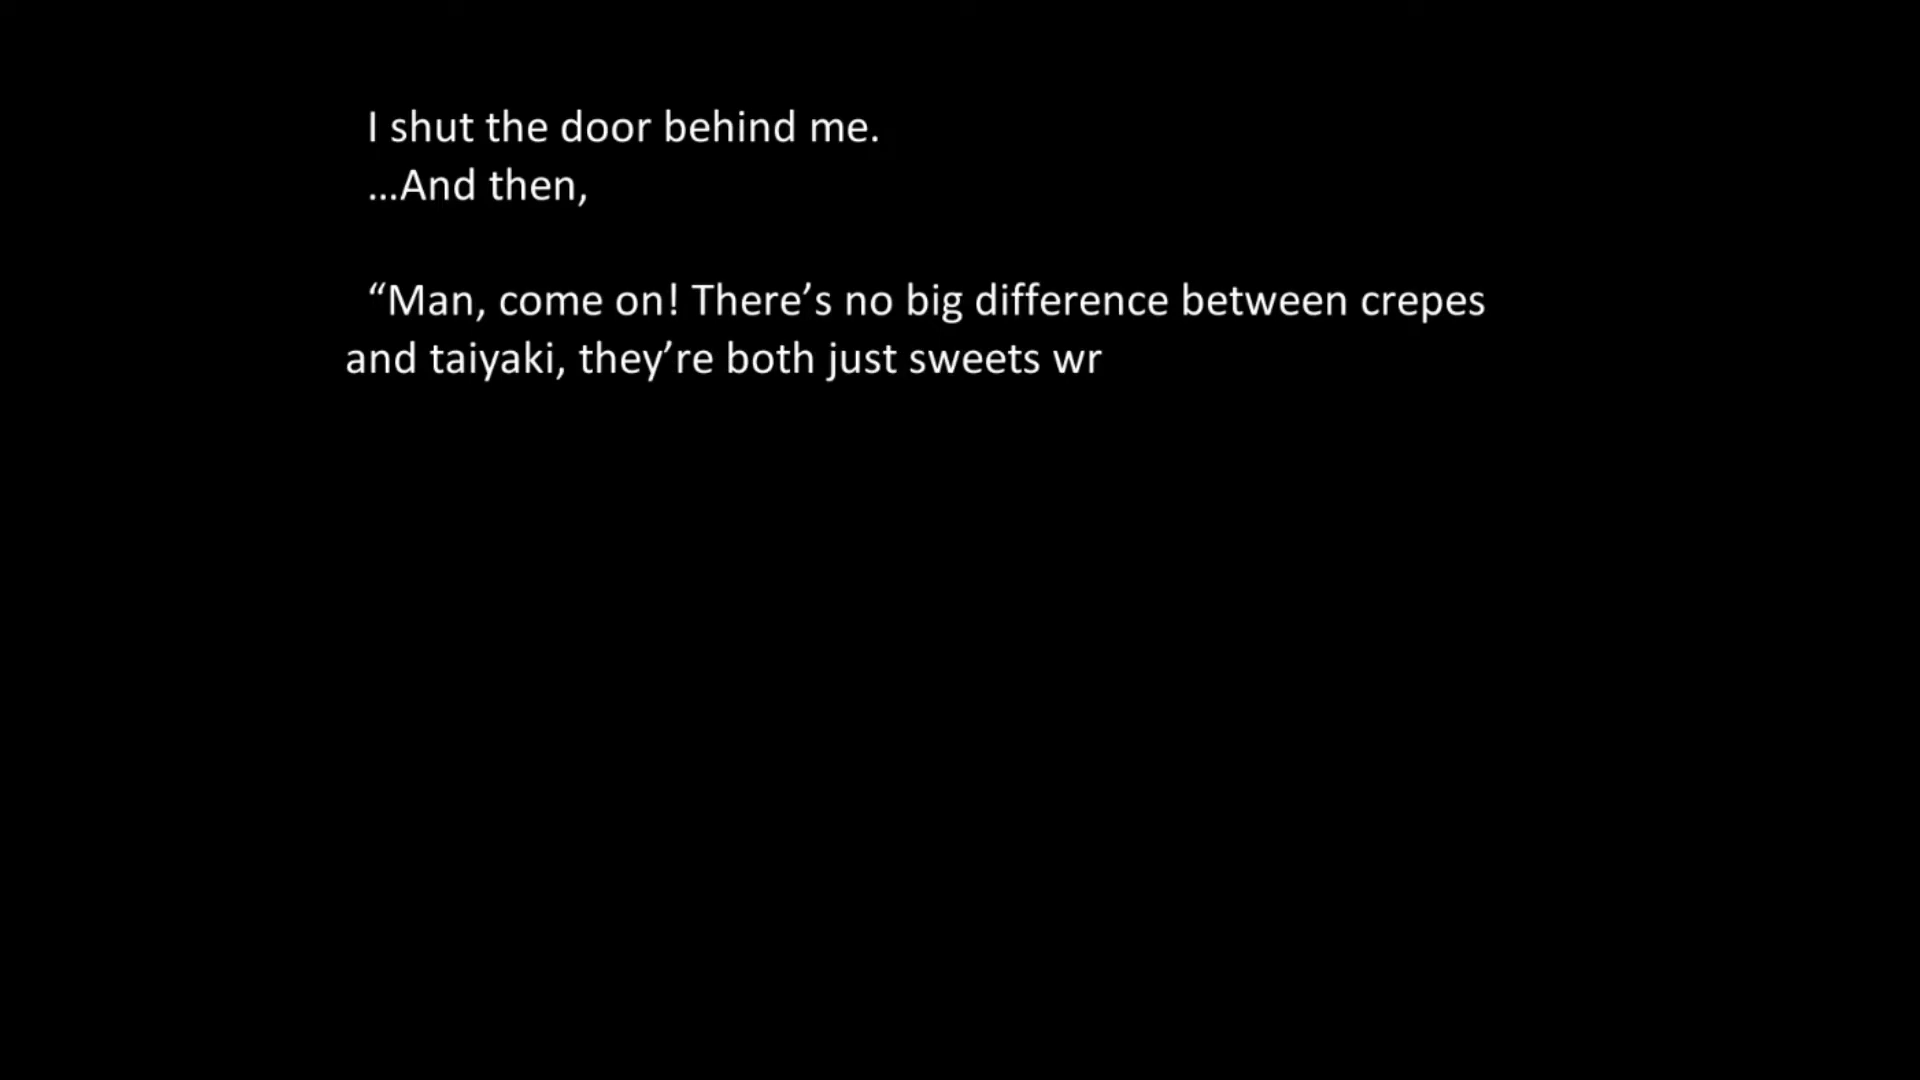 I shut the door behind me.
…And then,
“Man, come on! There’s no big difference between crepes
and taiyaki, they’re both just sweets wr